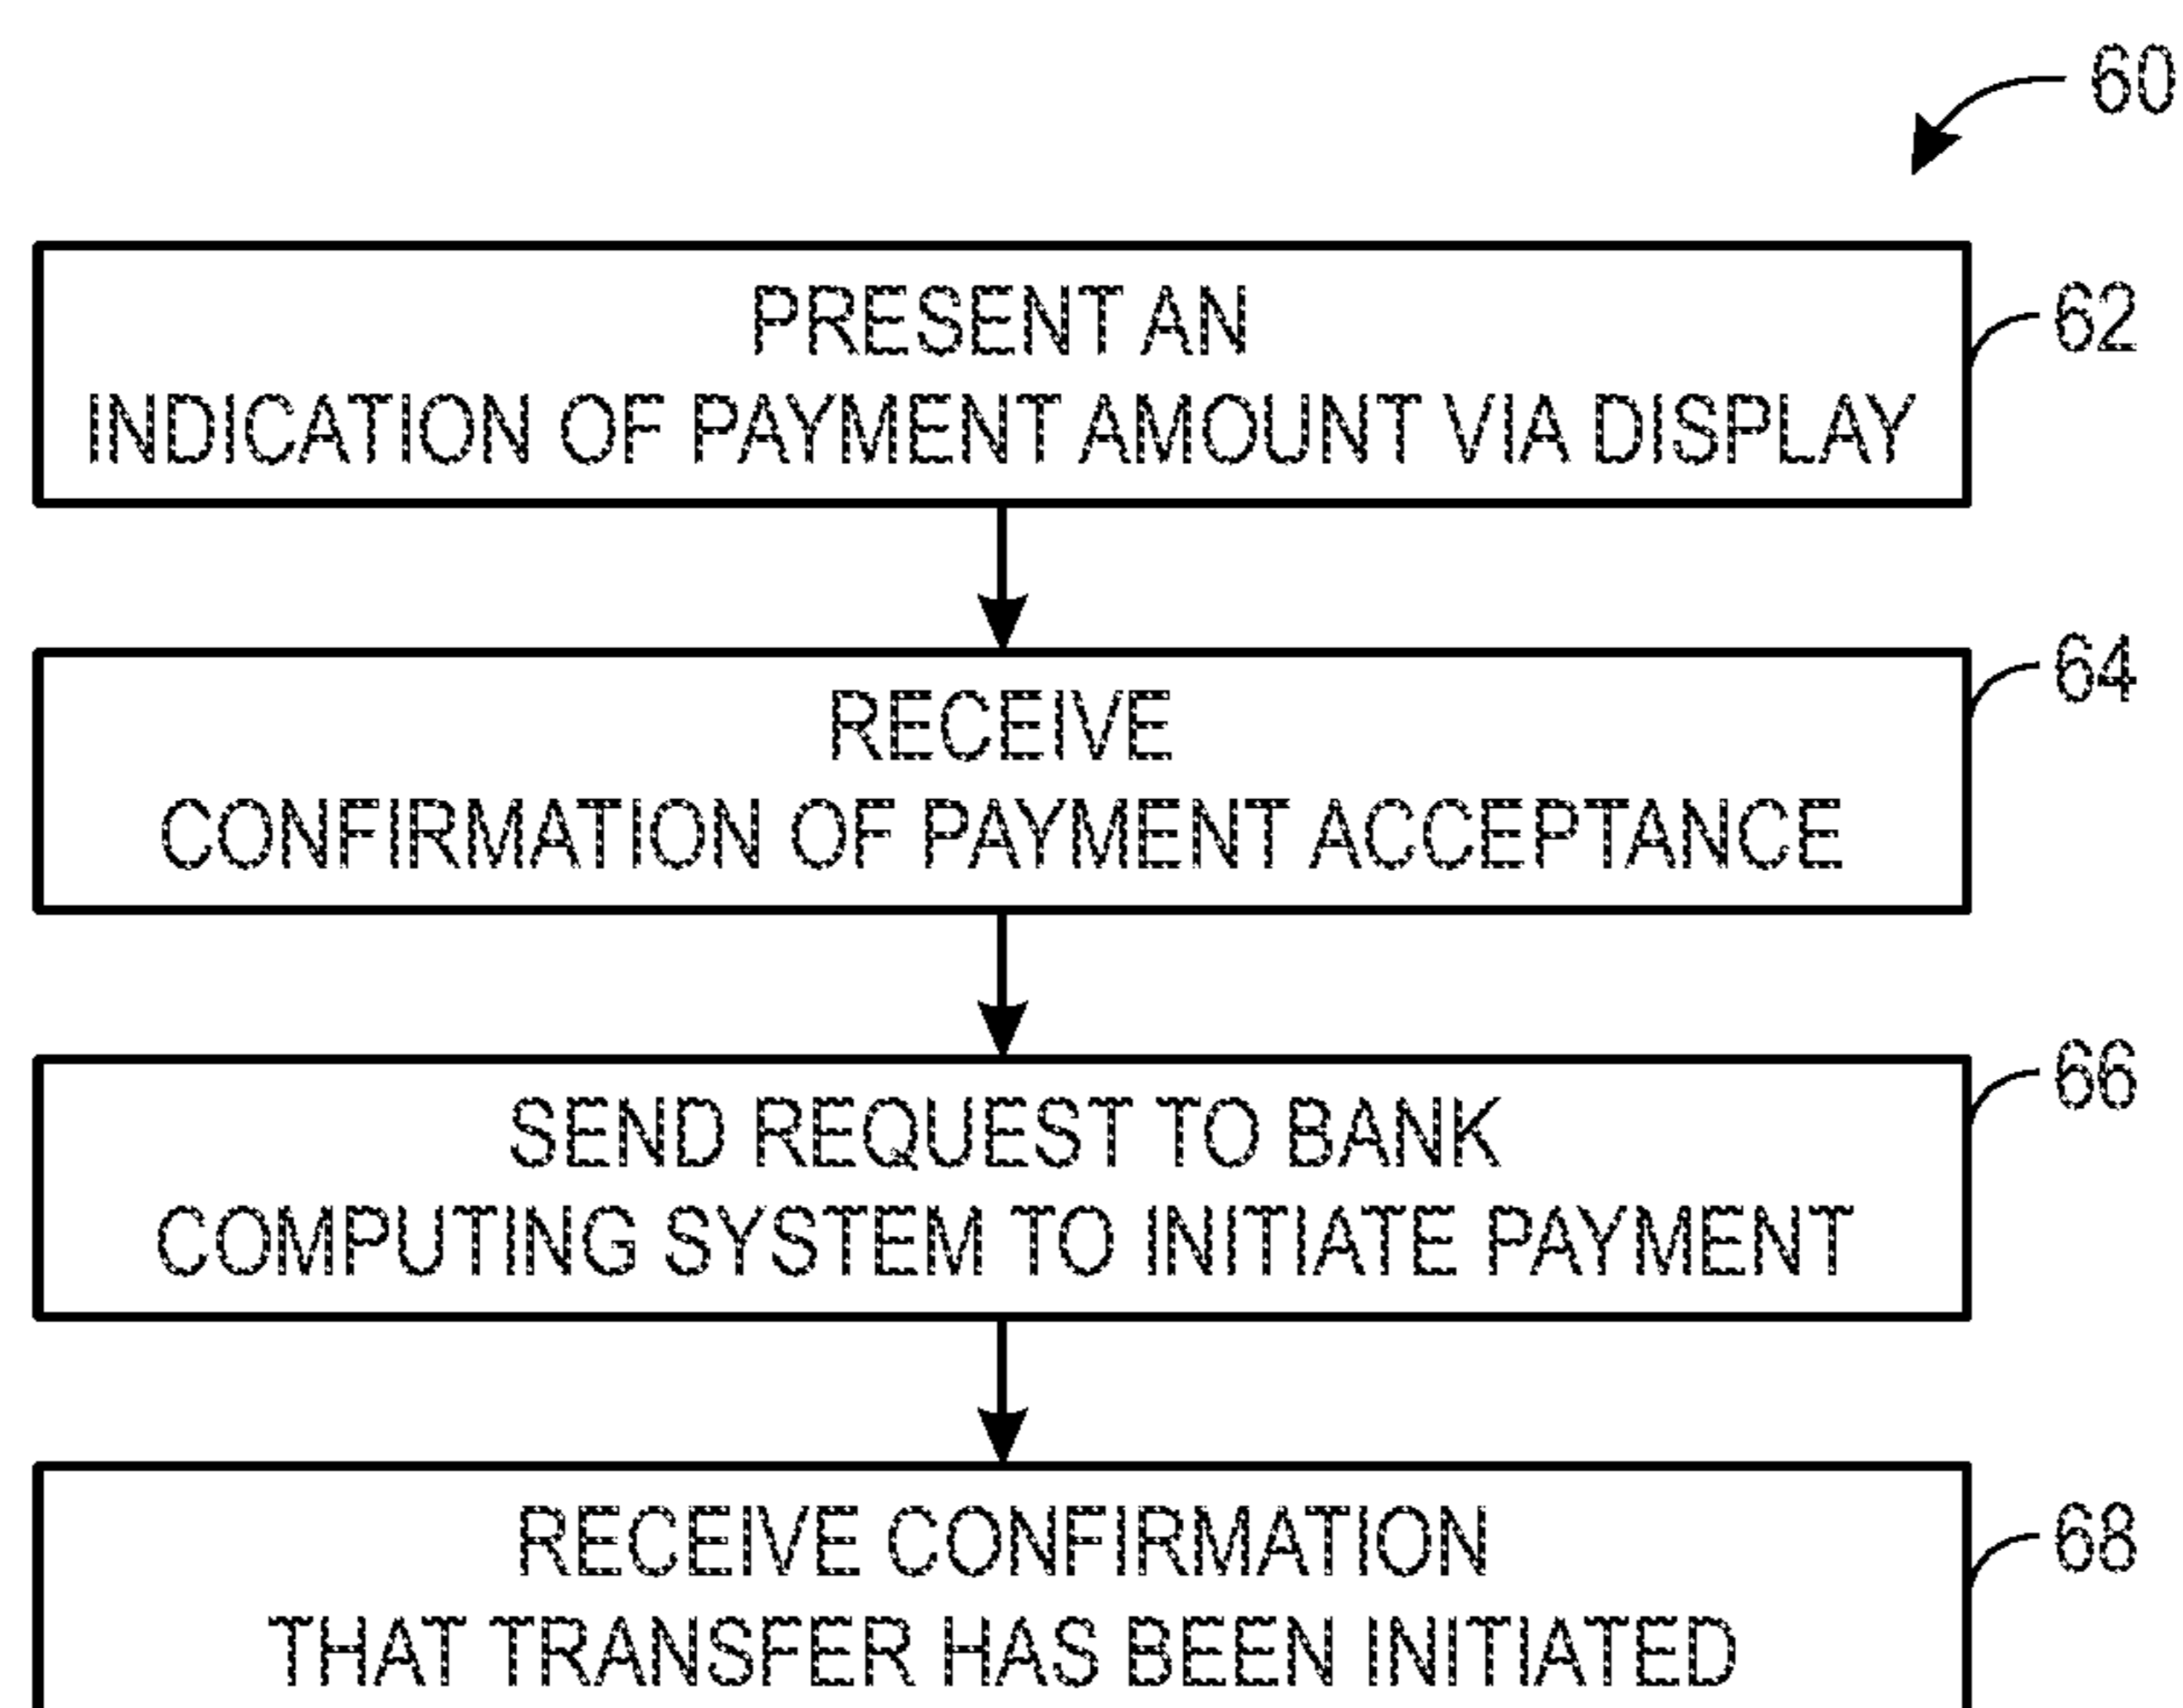 60
PRESENT AN
INDICATION OF PAYMENT AMOUNT VIA DISPLAY
62
RECEIVE
CONFIRMATION OF PAYMENT ACCEPTANCE
64
SEND REQUEST TO BANK
COMPUTING SYSTEM TO INITIATE PAYMENT
66
RECEIVE CONFIRMATION
THAT TRANSFER HAS BEEN INITIATED
68